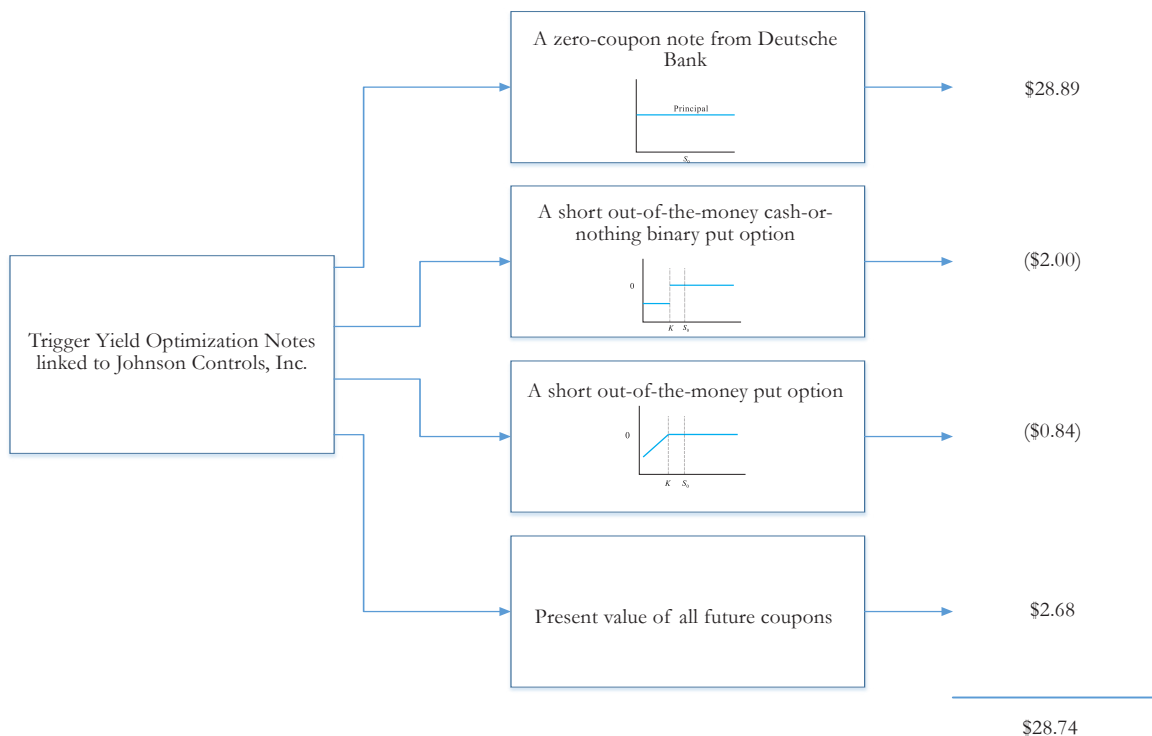 A zero-coupon note from Deutsche
Bank
Principal
S₀
$28.89
A short out-of-the-money cash-or-
nothing binary put option
0
K S₀
($2.00)
Trigger Yield Optimization Notes
linked to Johnson Controls, Inc.
A short out-of-the-money put option
0
K S₀
($0.84)
Present value of all future coupons
$2.68
$28.74